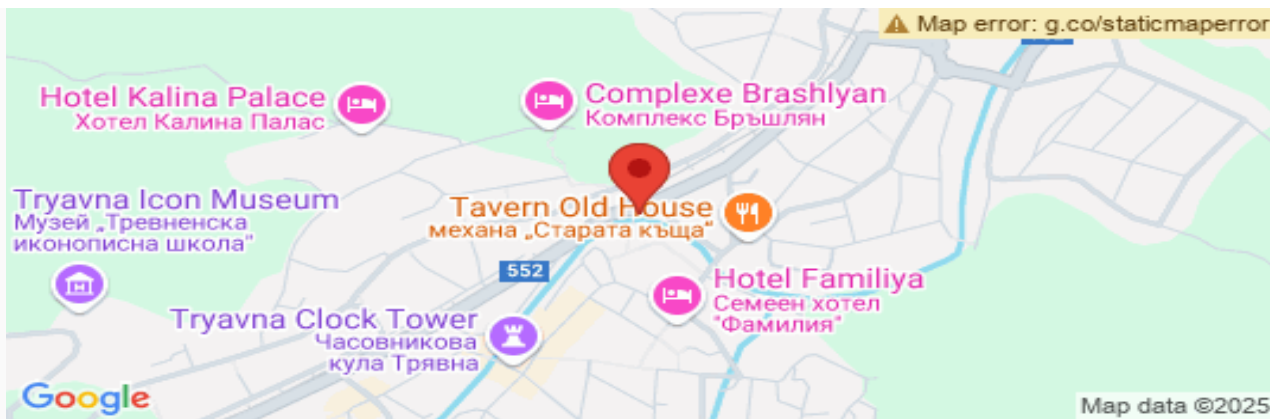 Map error: g.co/staticmaperror
Hotel Kalina Palace
Хотел Калина Палас
Complexe Brashlyan
Комплекс Бръшлян
Tryavna Icon Museum
Музей „Тревненска
иконописна школа“
Tavern Old House
механа „Старата къща“
552
Hotel Familiya
Семеен хотел
"Фамилия"
Tryavna Clock Tower
Часовникова
кула Трявна
Google
Map data ©2025